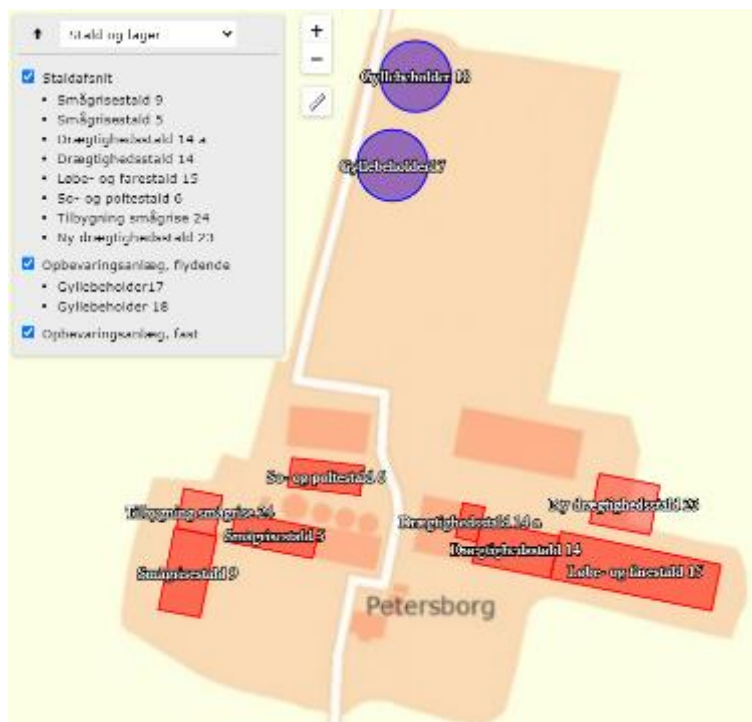 Stald og lager
Staldafsnit
Smågrisestald 9
Smågrisestald 5
Drægtighedsstald 14 a
Drægtighedsstald 14
Løbe- og farestald 15
So- og poltestald 6
Tilbygning smågrise 24
Ny drægtighedsstald 23
Opbevaringsanlæg, flydende
Gyllebeholder17
Gyllebeholder 18
Opbevaringsanlæg, fast
+
−
Gyllebeholder 18
Gyllebeholder17
So- og poltestald 6
Tilbygning smågrise 24
Smågrisestald 5
Smågrisestald 9
Ny drægtighedsstald 23
Drægtighedsstald 14 a
Drægtighedsstald 14
Løbe- og farestald 15
Petersborg